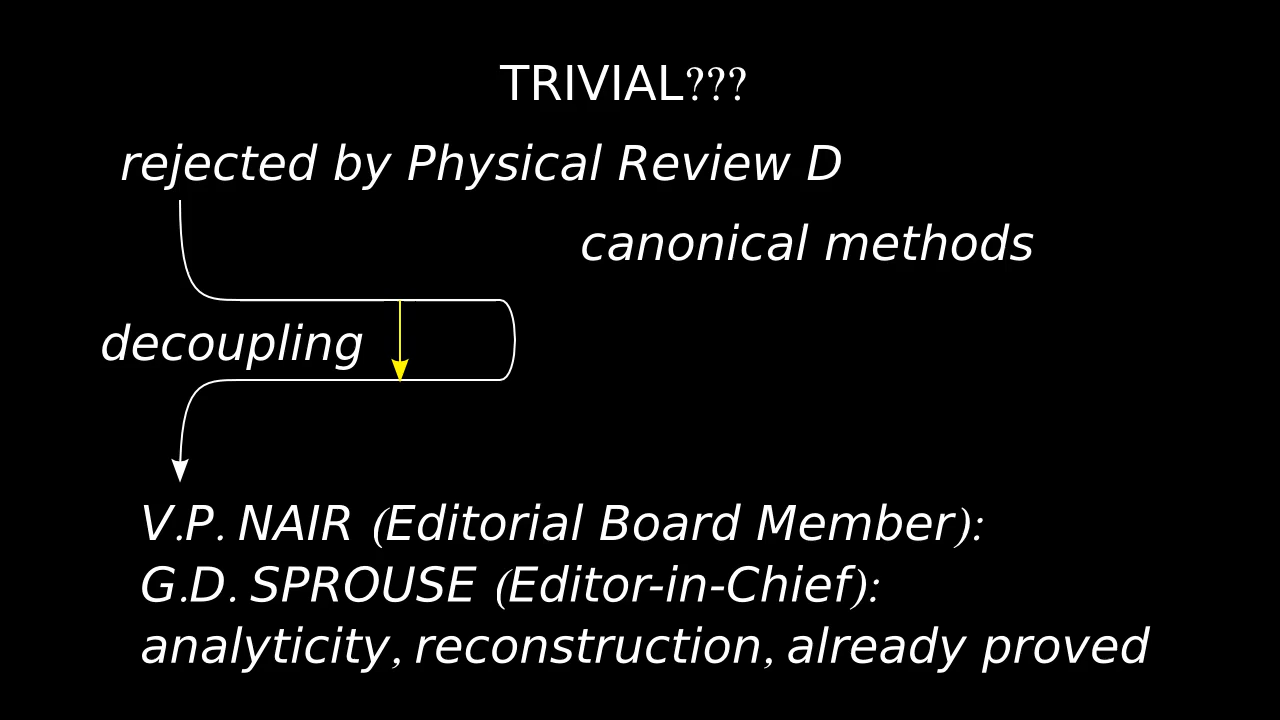 TRIVIAL???
rejected by Physical Review D
canonical methods
decoupling
V.P. NAIR (Editorial Board Member):
G.D. SPROUSE (Editor-in-Chief):
analyticity, reconstruction, already proved